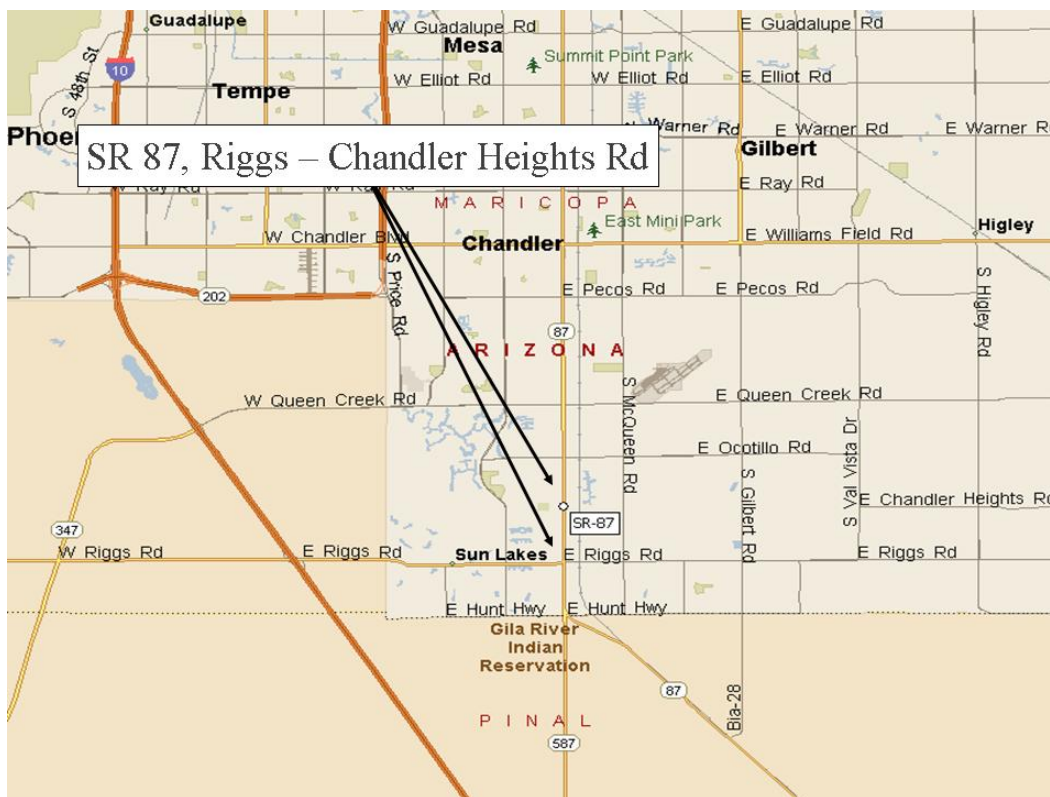 Guadalupe
W Guadalupe Rd
E Guadalupe Rd
Mesa
Summit Point Park
10
S 48th St
W Elliot Rd
W Elliot Rd
E Elliot Rd
Tempe
Warner Rd
E Warner Rd
E Warner R
Phoe
SR 87, Riggs – Chandler Heights Rd
Gilbert
W Ray Rd
E Ray Rd
MARICOPA
East Mini Park
Higley
W Chandler Blvd
Chandler
E Williams Field Rd
S Price Rd
202
E Pecos Rd
E Pecos Rd
S Higley Rd
87
ARIZONA
W Queen Creek Rd
S McQueen Rd
E Queen Creek Rd
E Ocotillo Rd
S Val Vista Dr
S Gilbert Rd
E Chandler Heights Rd
SR-87
347
W Riggs Rd
E Riggs Rd
Sun Lakes
E Riggs Rd
E Riggs Rd
E Hunt Hwy
E Hunt Hwy
Gila River
Indian
Reservation
87
Bia-28
PINAL
587